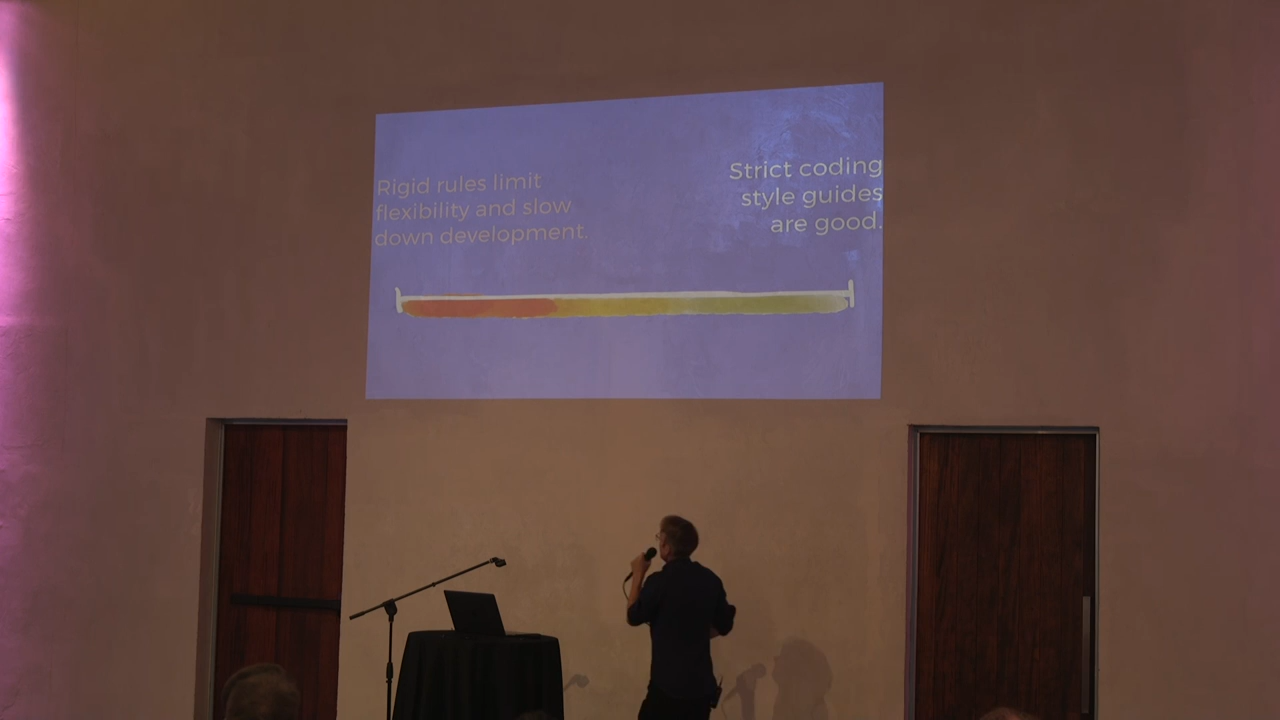 Rigid rules limit
flexibility and slow
down development.
Strict coding
style guides
are good.